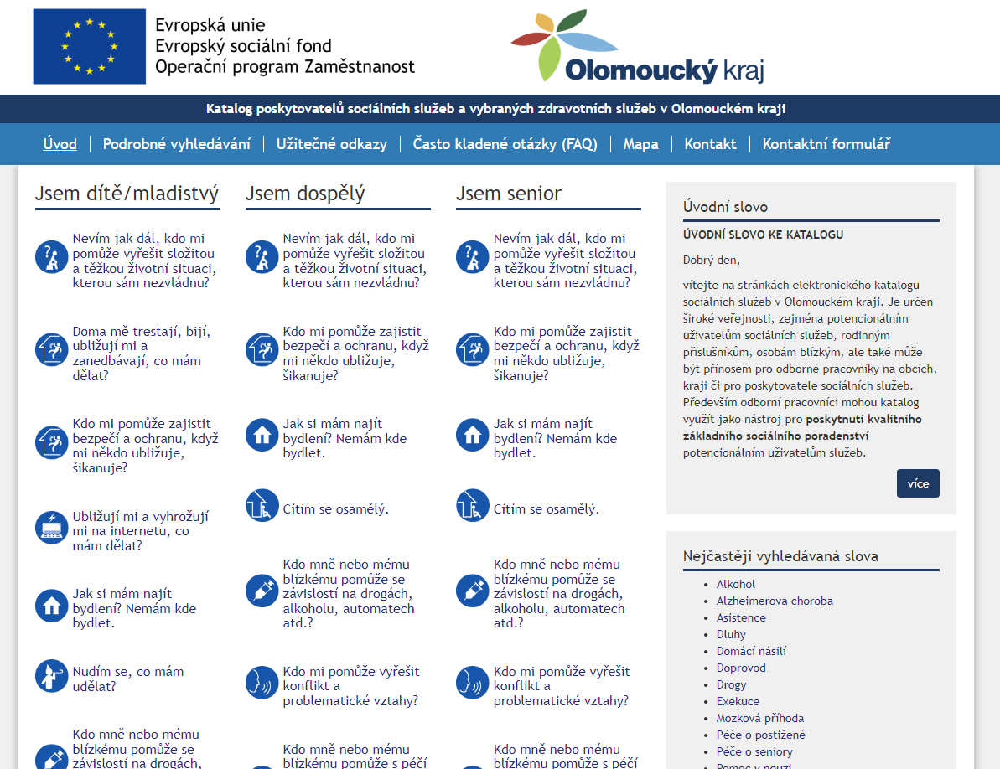 Evropská unie
Evropský sociální fond
Operační program Zaměstnanost
Olomoucký kraj
Katalog poskytovatelů sociálních služeb a vybraných zdravotních služeb v Olomouckém kraji
Úvod
Podrobné vyhledávání
Užitečné odkazy
Často kladené otázky (FAQ)
Mapa
Kontakt
Kontaktní formulář
Jsem dítě/mladistvý
Nevím jak dál, kdo mi
pomůže vyřešit složitou
a těžkou životní situaci,
kterou sám nezvládnu?
Doma mě trestají, bijí,
ubližují mi a
zanedbávají, co mám
dělat?
Kdo mi pomůže zajistit
bezpečí a ochranu, když
mi někdo ubližuje,
šikanuje?
Ubližují mi a vyhrožují
mi na internetu, co
mám dělat?
Jak si mám najít
bydlení? Nemám kde
bydlet.
Nudím se, co mám
udělat?
Kdo mně nebo mému
blízkému pomůže se
závislostí na drogách,
Jsem dospělý
Nevím jak dál, kdo mi
pomůže vyřešit složitou
a těžkou životní situaci,
kterou sám nezvládnu?
Kdo mi pomůže zajistit
bezpečí a ochranu, když
mi někdo ubližuje,
šikanuje?
Jak si mám najít
bydlení? Nemám kde
bydlet.
Cítím se osamělý.
Kdo mně nebo mému
blízkému pomůže se
závislostí na drogách,
alkoholu, automatech
atd.?
Kdo mi pomůže vyřešit
konflikt a
problematické vztahy?
Kdo mně nebo mému
blízkému pomůže s péčí
Jsem senior
Nevím jak dál, kdo mi
pomůže vyřešit složitou
a těžkou životní situaci,
kterou sám nezvládnu?
Kdo mi pomůže zajistit
bezpečí a ochranu, když
mi někdo ubližuje,
šikanuje?
Jak si mám najít
bydlení? Nemám kde
bydlet.
Cítím se osamělý.
Kdo mně nebo mému
blízkému pomůže se
závislostí na drogách,
alkoholu, automatech
atd.?
Kdo mi pomůže vyřešit
konflikt a
problematické vztahy?
Kdo mně nebo mému
blízkému pomůže s péčí
Úvodní slovo
ÚVODNÍ SLOVO KE KATALOGU
Dobrý den,
vítejte na stránkách elektronického katalogu
sociálních služeb v Olomouckém kraji. Je určen
široké veřejnosti, zejména potencionálním
uživatelům sociálních služeb, rodinným
příslušníkům, osobám blízkým, ale také může
být přínosem pro odborné pracovníky na obcích,
kraji či pro poskytovatele sociálních služeb.
Především odborní pracovníci mohou katalog
využít jako nástroj pro poskytnutí kvalitního
základního sociálního poradenství
potencionálním uživatelům služeb.
více
Nejčastěji vyhledávaná slova
• Alkohol
• Alzheimerova choroba
• Asistence
• Dluhy
• Domácí násilí
• Doprovod
• Drogy
• Exekuce
• Mozková příhoda
• Péče o postižené
• Péče o seniory
• Pomoc v nouzi